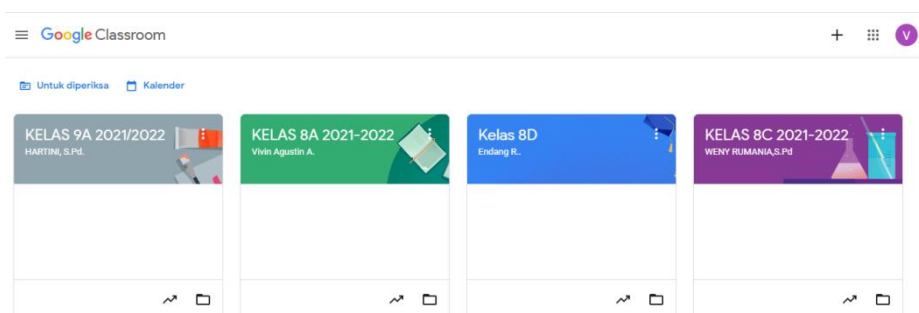 Google Classroom
V
Untuk diperiksa Kalender
KELAS 9A 2021/2022
HARTINI, S.Pd.
KELAS 8A 2021-2022
Vivin Agustin A.
Kelas 8D
Endang R..
KELAS 8C 2021-2022
WENY RUMANIA,S.Pd